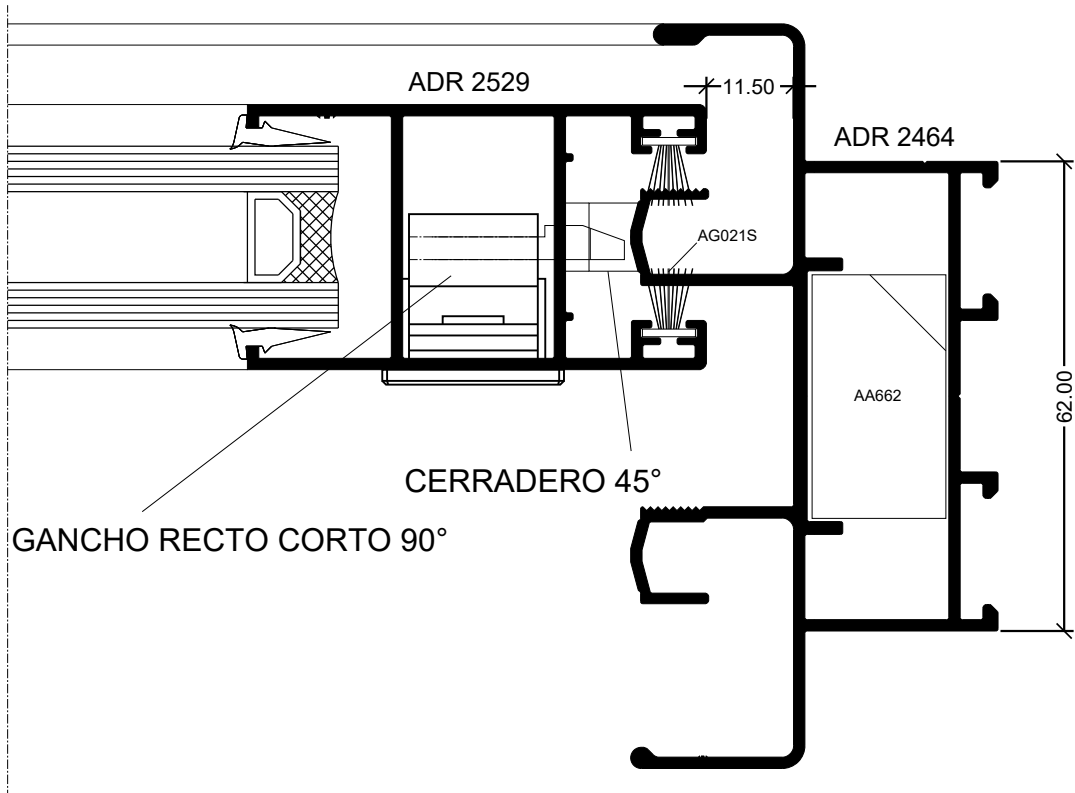 ADR 2529
11.50
ADR 2464
AG021S
AA662
62.00
CERRADERO 45°
GANCHO RECTO CORTO 90°